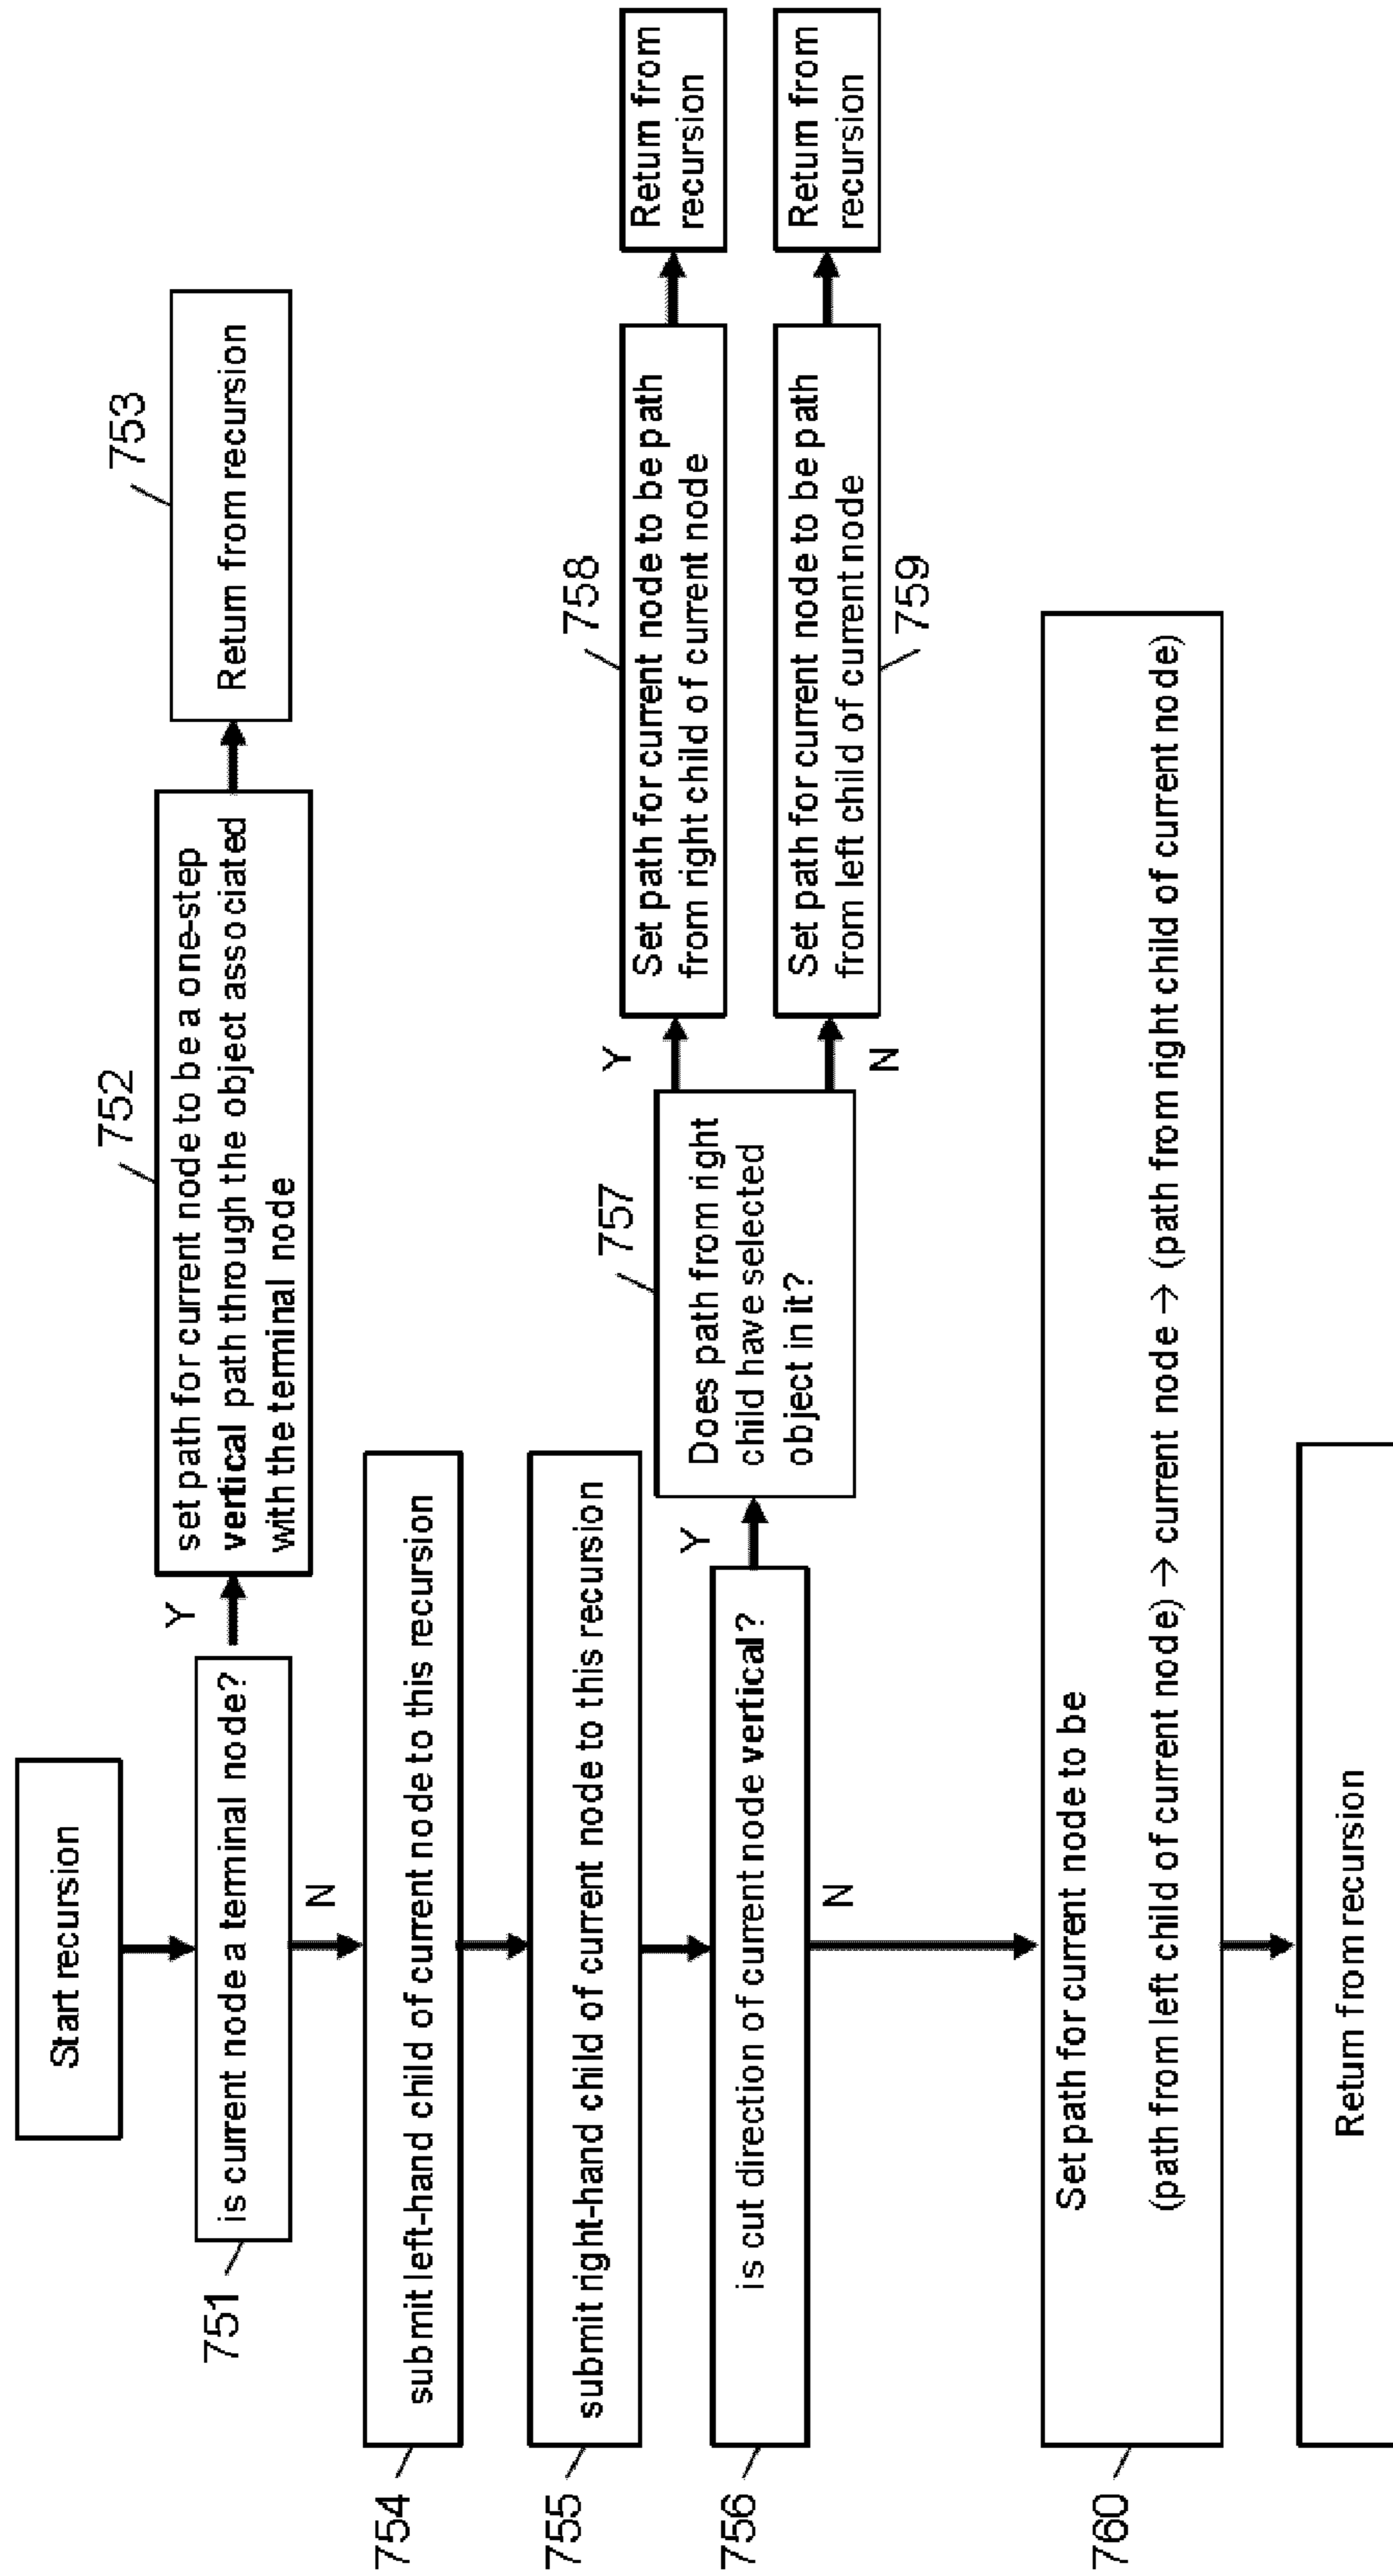 Start recursion
751
is current node a terminal node?
Y
752
set path for current node to be a one-step
vertical path through the object associated
with the terminal node
753
Return from recursion
N
754
submit left-hand child of current node to this recursion
755
submit right-hand child of current node to this recursion
756
is cut direction of current node vertical?
Y
757
Does path from right
child have selected
object in it?
Y
758
Set path for current node to be path
from right child of current node
Return from
recursion
N
759
Set path for current node to be path
from left child of current node
Return from
recursion
N
760
Set path for current node to be
(path from left child of current node) → current node → (path from right child of current node)
Return from recursion